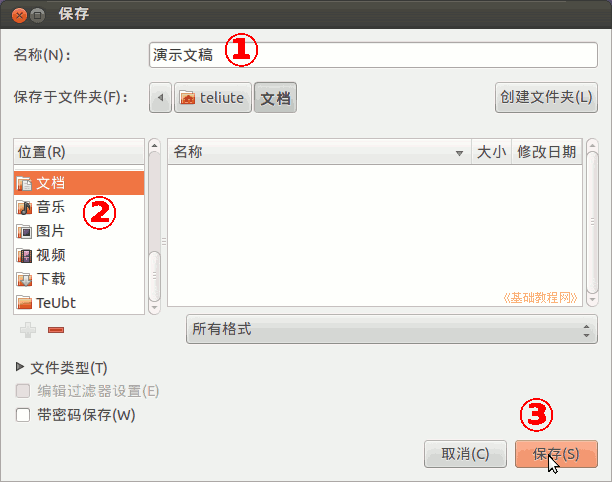 保存
名称(N)：
演示文稿
①
保存于文件夹(F)：
teliute
文档
创建文件夹(L)
位置(R)
名称
大小
修改日期
文档
音乐
②
图片
视频
下载
TeUbt
《基础教程网》
所有格式
文件类型(T)
编辑过滤器设置(E)
带密码保存(W)
③
取消(C)
保存(S)